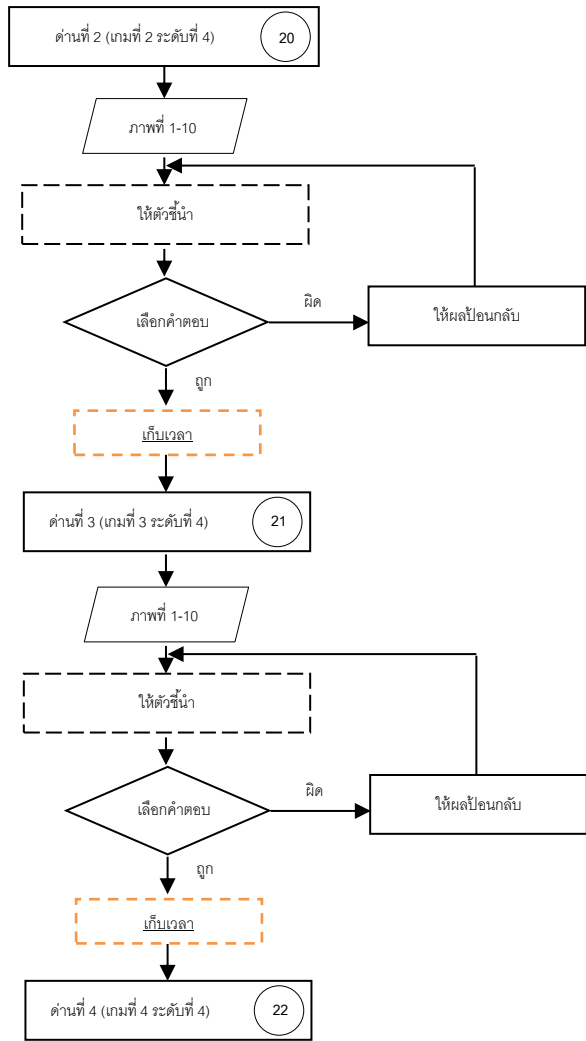 ด่านที่ 2 (เกมที่ 2 ระดับที่ 4) 20
ภาพที่ 1-10
ให้ตัวชี้นำ
เลือกคำตอบ
ผิด
ให้ผลป้อนกลับ
ถูก
เก็บเวลา
ด่านที่ 3 (เกมที่ 3 ระดับที่ 4) 21
ภาพที่ 1-10
ให้ตัวชี้นำ
เลือกคำตอบ
ผิด
ให้ผลป้อนกลับ
ถูก
เก็บเวลา
ด่านที่ 4 (เกมที่ 4 ระดับที่ 4) 22